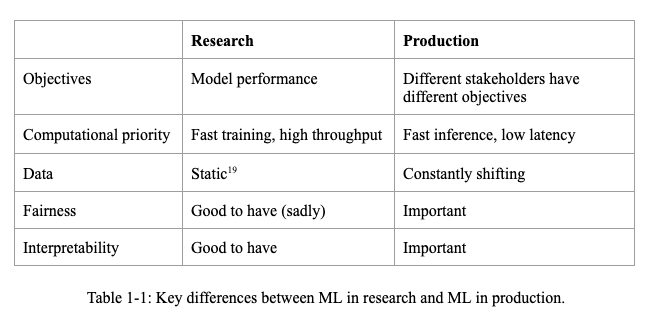 Research Production
Objectives Model performance Different stakeholders have
different objectives
Computational priority Fast training, high throughput Fast inference, low latency
Data Static19 Constantly shifting
Fairness Good to have (sadly) Important
Interpretability Good to have Important
Table 1-1: Key differences between ML in research and ML in production.